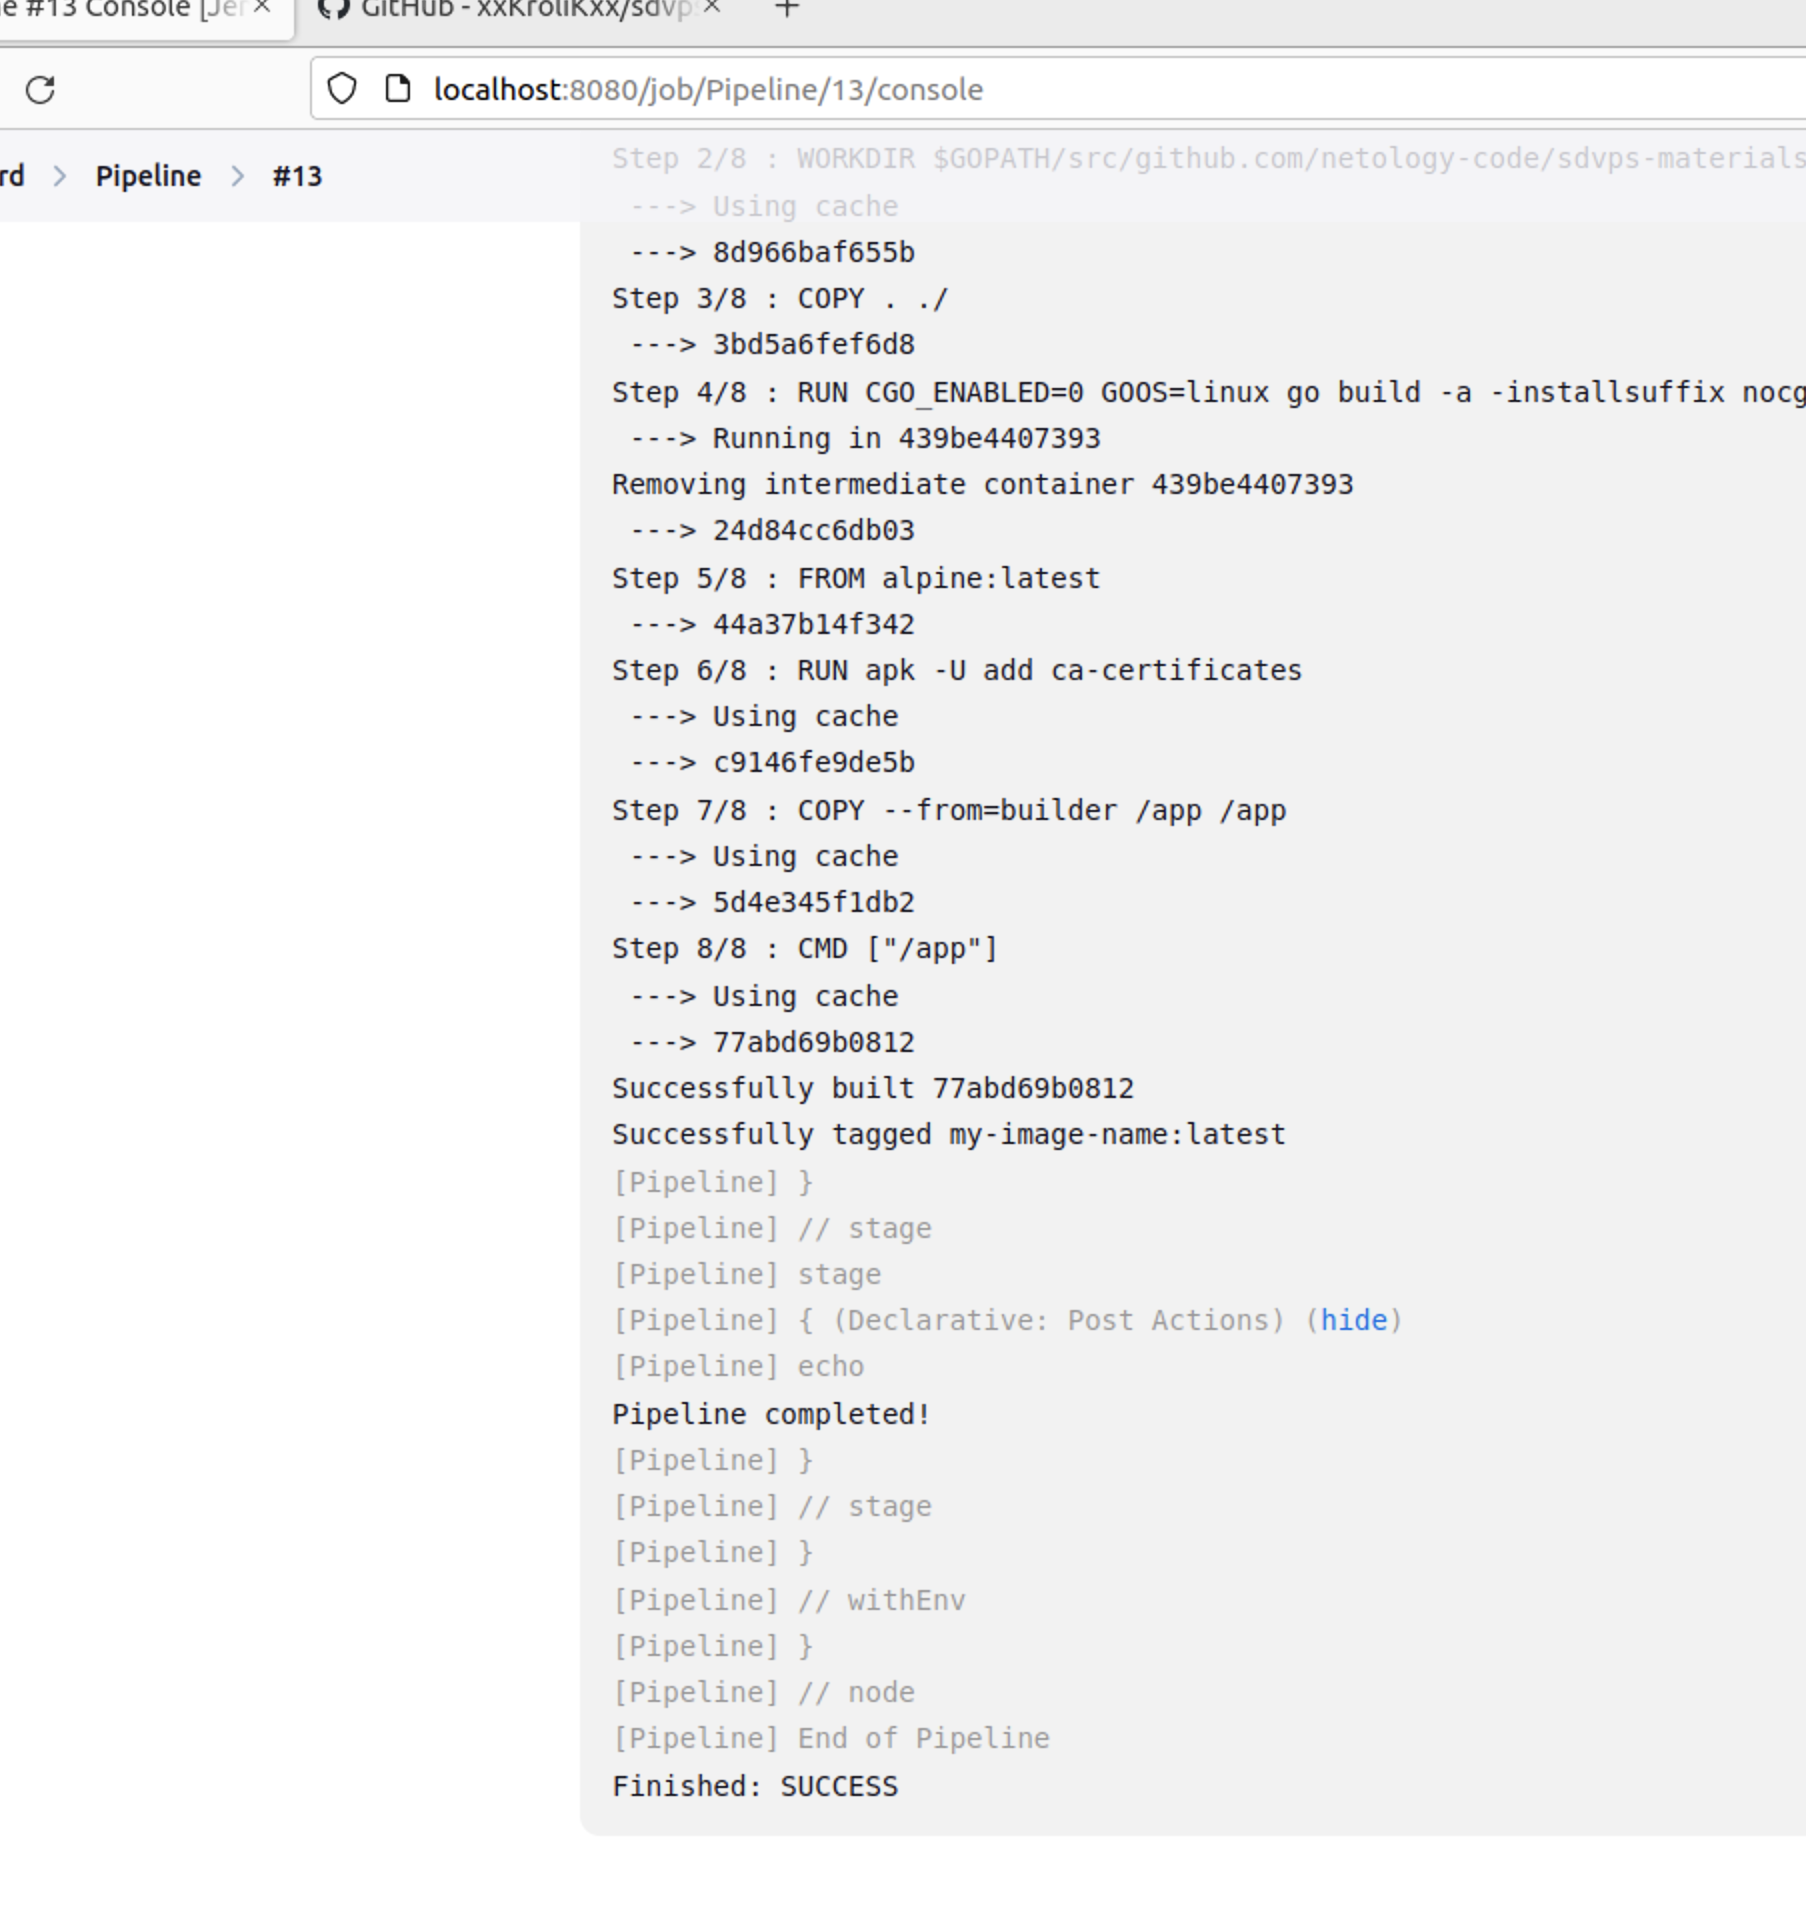 #13 Console [Jer
GitHub - xxKroliKxx/sdvps
localhost:8080/job/Pipeline/13/console
rd > Pipeline > #13
Step 2/8 : WORKDIR $GOPATH/src/github.com/netology-code/sdvps-materials
---> Using cache
---> 8d966baf655b
Step 3/8 : COPY . ./
---> 3bd5a6fef6d8
Step 4/8 : RUN CGO_ENABLED=0 GOOS=linux go build -a -installsuffix nocg
---> Running in 439be4407393
Removing intermediate container 439be4407393
---> 24d84cc6db03
Step 5/8 : FROM alpine:latest
---> 44a37b14f342
Step 6/8 : RUN apk -U add ca-certificates
---> Using cache
---> c9146fe9de5b
Step 7/8 : COPY --from=builder /app /app
---> Using cache
---> 5d4e345f1db2
Step 8/8 : CMD ["/app"]
---> Using cache
---> 77abd69b0812
Successfully built 77abd69b0812
Successfully tagged my-image-name:latest
[Pipeline] }
[Pipeline] // stage
[Pipeline] stage
[Pipeline] { (Declarative: Post Actions) (hide)
[Pipeline] echo
Pipeline completed!
[Pipeline] }
[Pipeline] // stage
[Pipeline] }
[Pipeline] // withEnv
[Pipeline] }
[Pipeline] // node
[Pipeline] End of Pipeline
Finished: SUCCESS